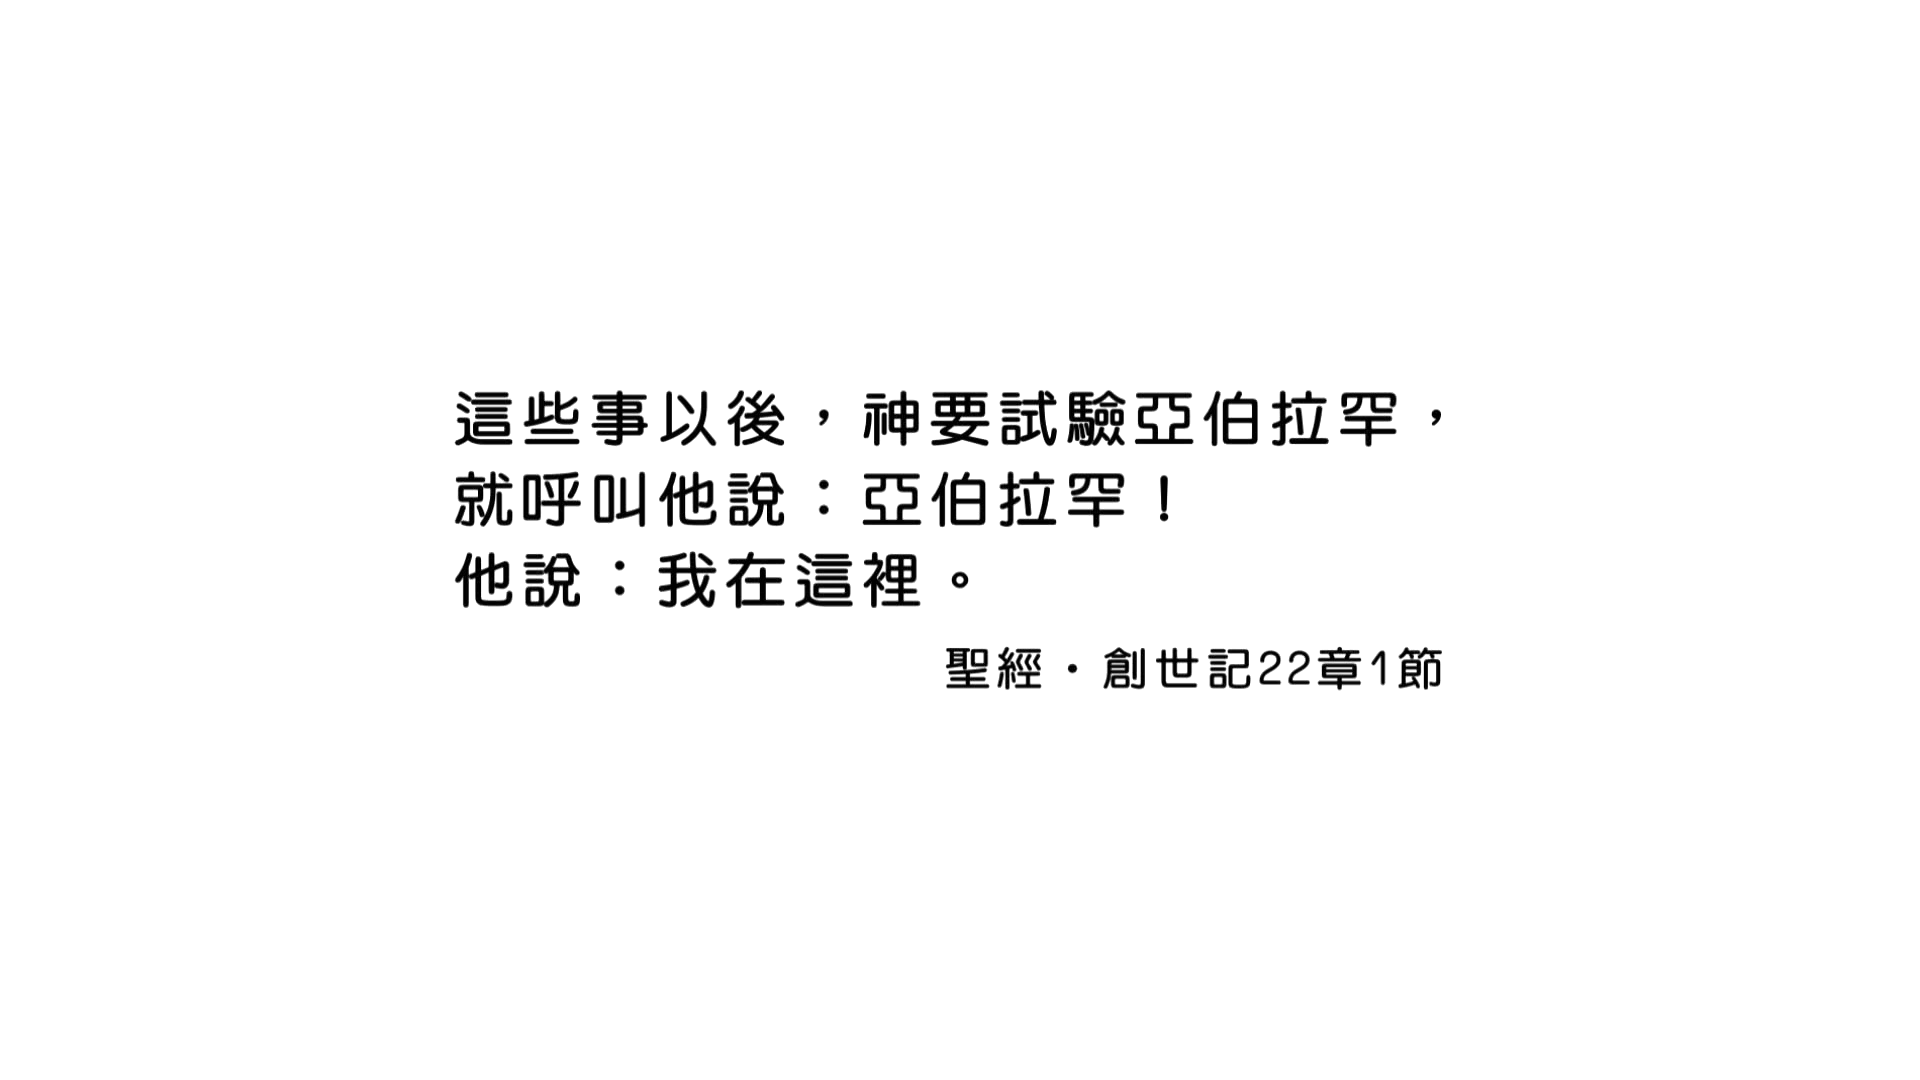 這些事以後，神要試驗亞伯拉罕，
就呼叫他說：亞伯拉罕！
他說：我在這裡。
聖經・創世記22章1節